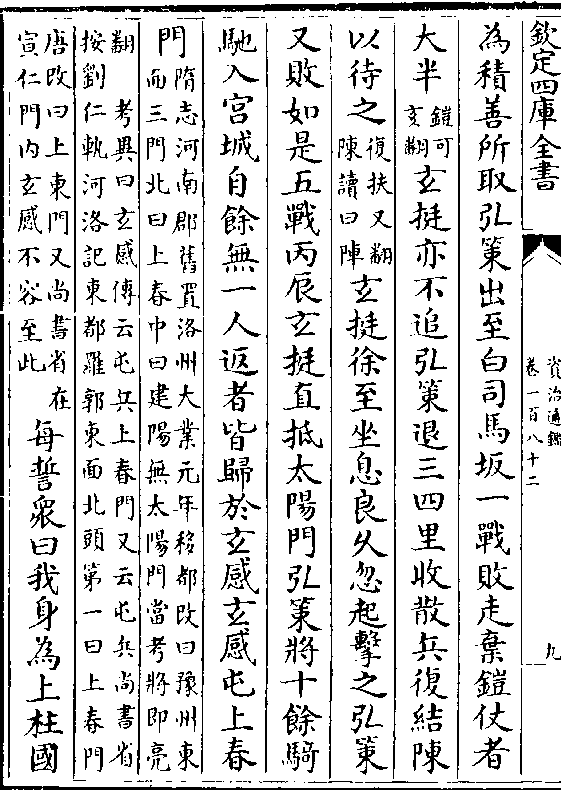 欽定四庫全書
資治通鑑
卷一百八十二
九
為積善所取弘策出至白司馬坂一戰敗走棄鎧仗者
大半鎧可亥翻玄挺亦不追弘策退三四里收散兵復結陳
以待之復扶又翻陳讀曰陣玄挺徐至坐息良久忽起擊之弘策
又敗如是五戰丙辰玄挺直抵太陽門弘策將十餘騎
馳入宮城自餘無一人返者皆歸於玄感玄感屯上春
門隋志河南郡舊置洛州大業元年移都改曰豫州東而三門北曰上春中曰建陽無太陽門當考將即亮
翻 考異曰玄感傳云屯兵上春門又云屯兵尚書省按劉仁軌河洛記東都羅郭東面北頭第一曰上春門
唐改曰上東門又尚書省在宣仁門内玄感不容至此每誓衆曰我身為上柱國